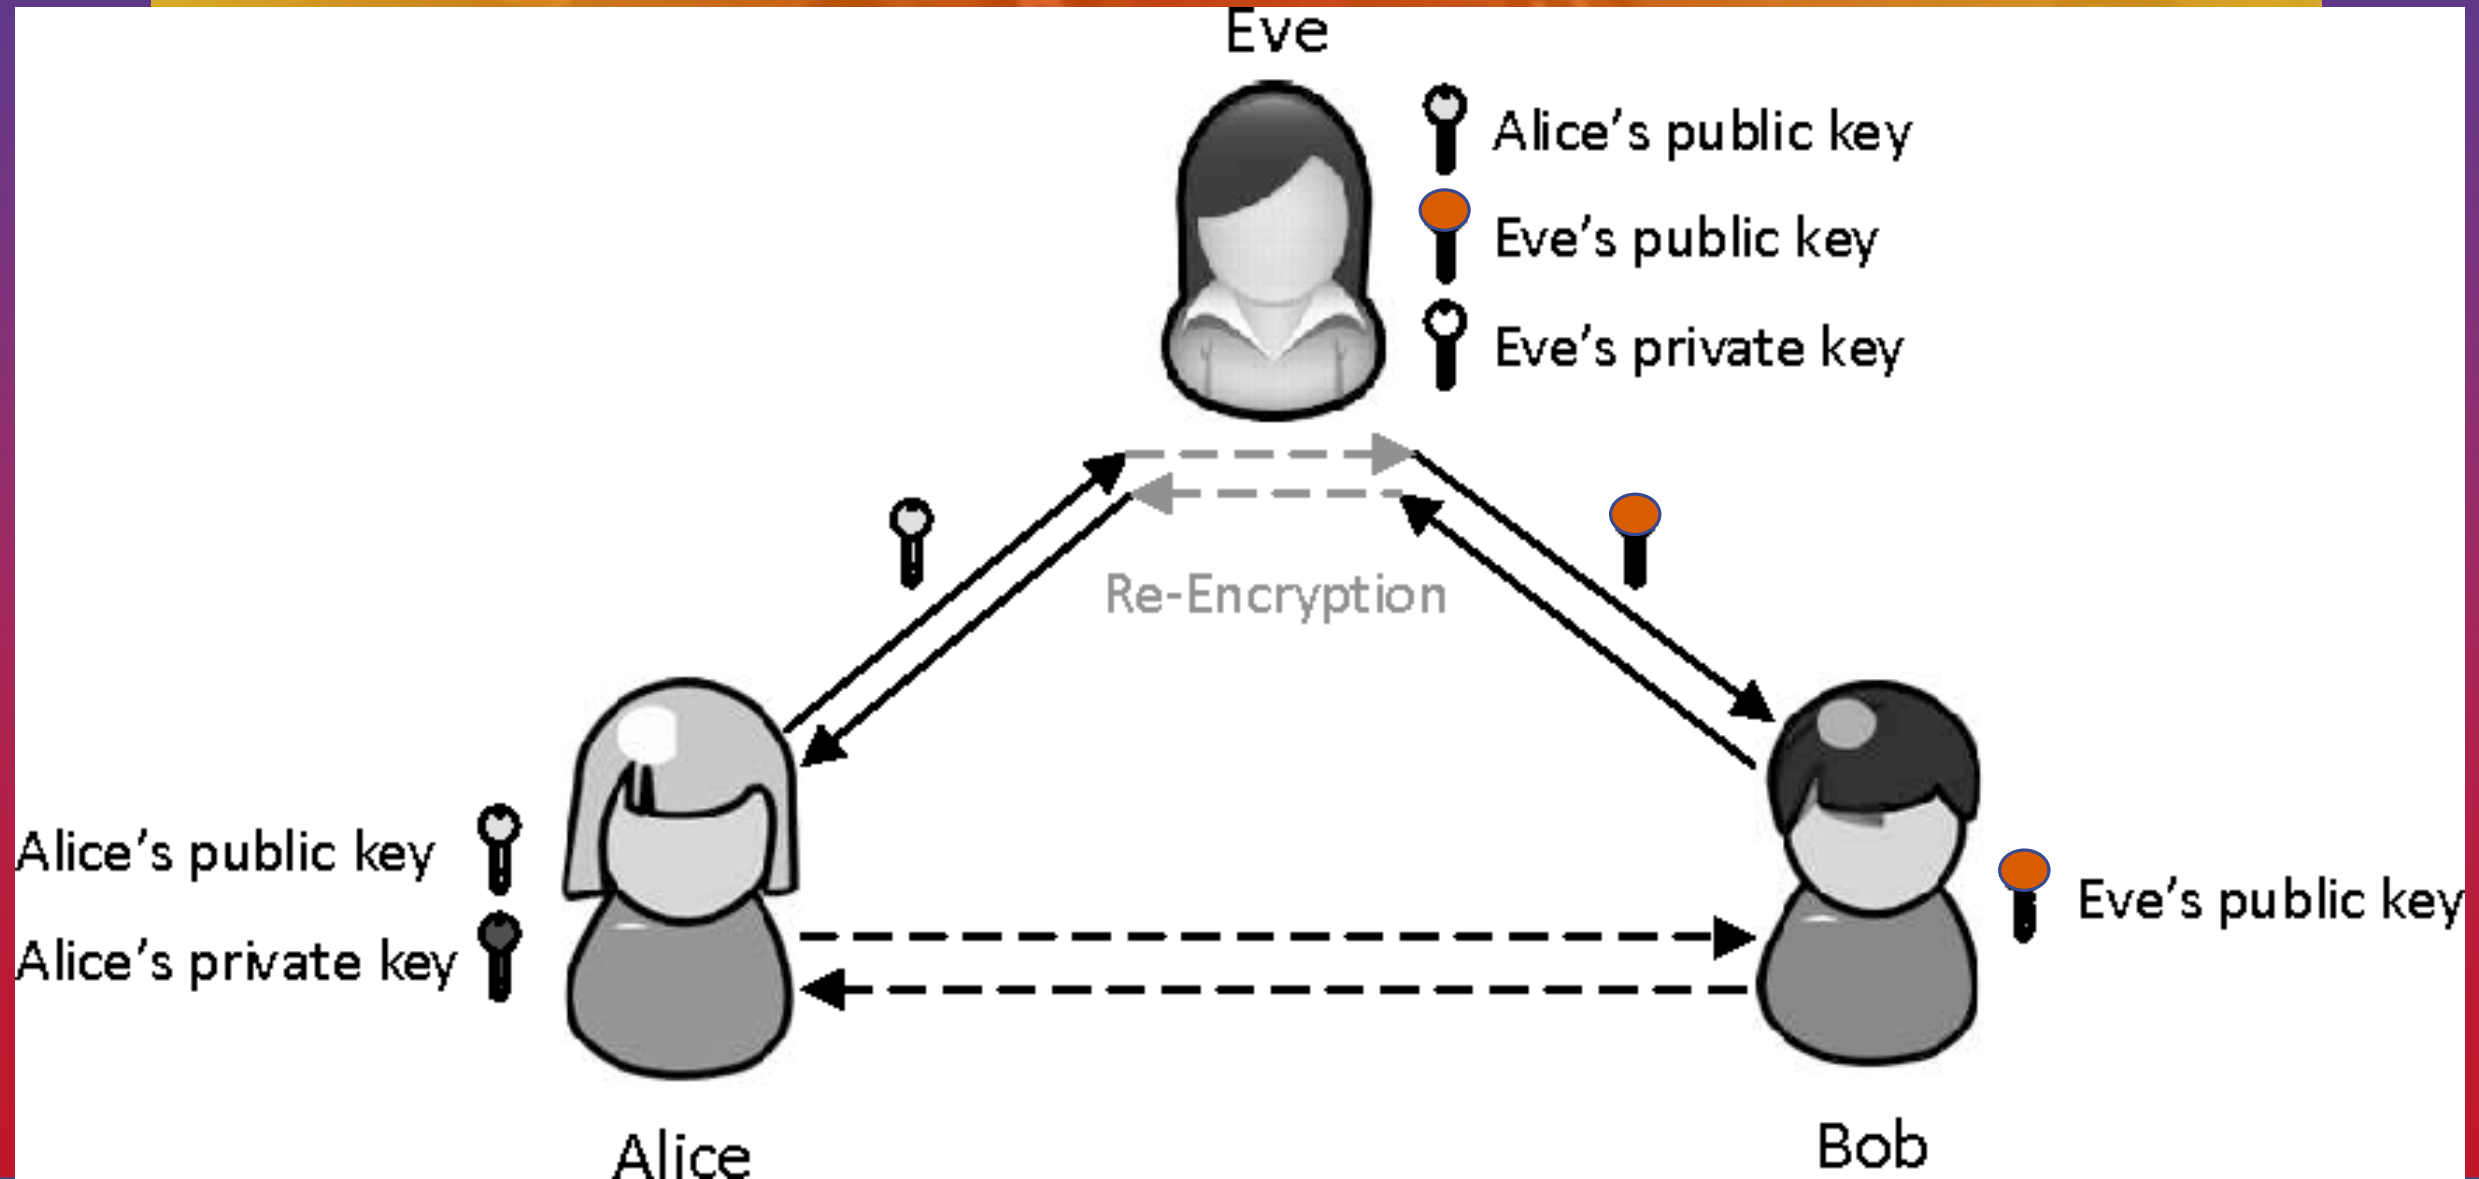 Eve
Alice’s public key
Eve’s public key
Eve’s private key
Re-Encryption
Alice’s public key
Alice’s private key
Eve’s public key
Alice
Bob